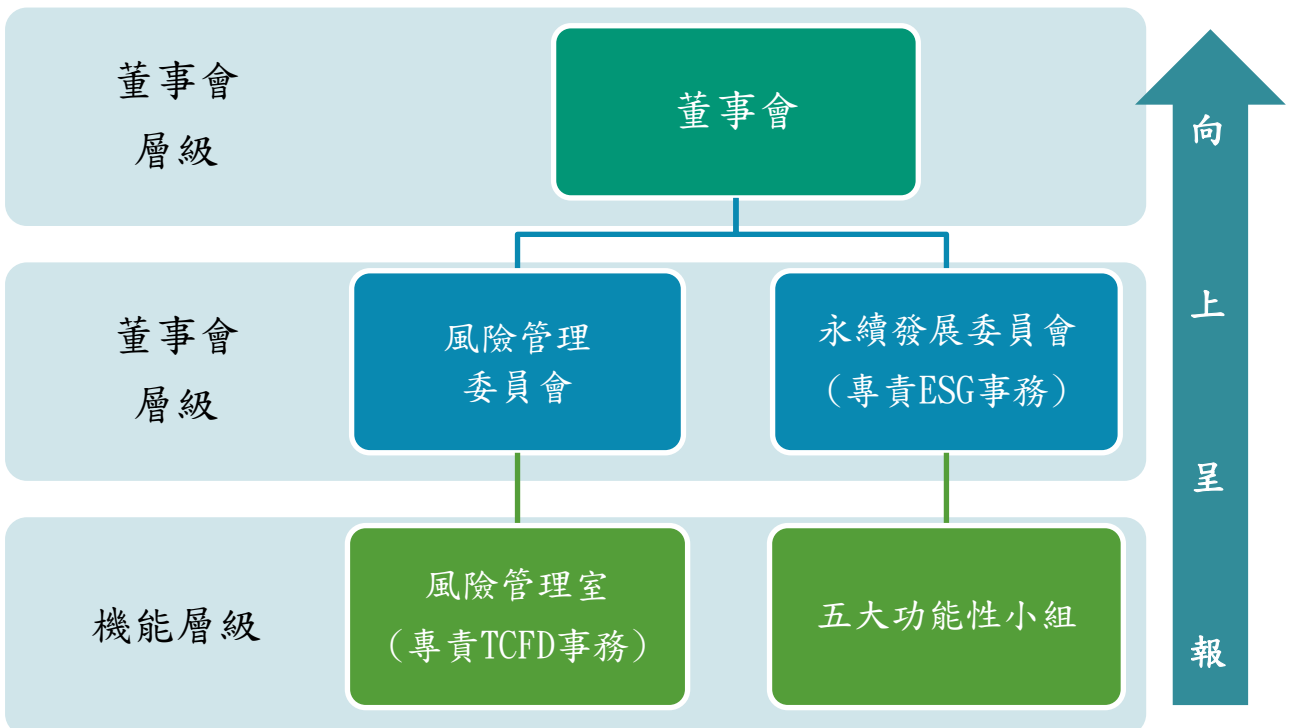 董事會
層級
董事會
董事會
層級
風險管理
委員會
永續發展委員會
（專責ESG事務）
機能層級
風險管理室
（專責TCFD事務）
五大功能性小組
向
上
呈
報